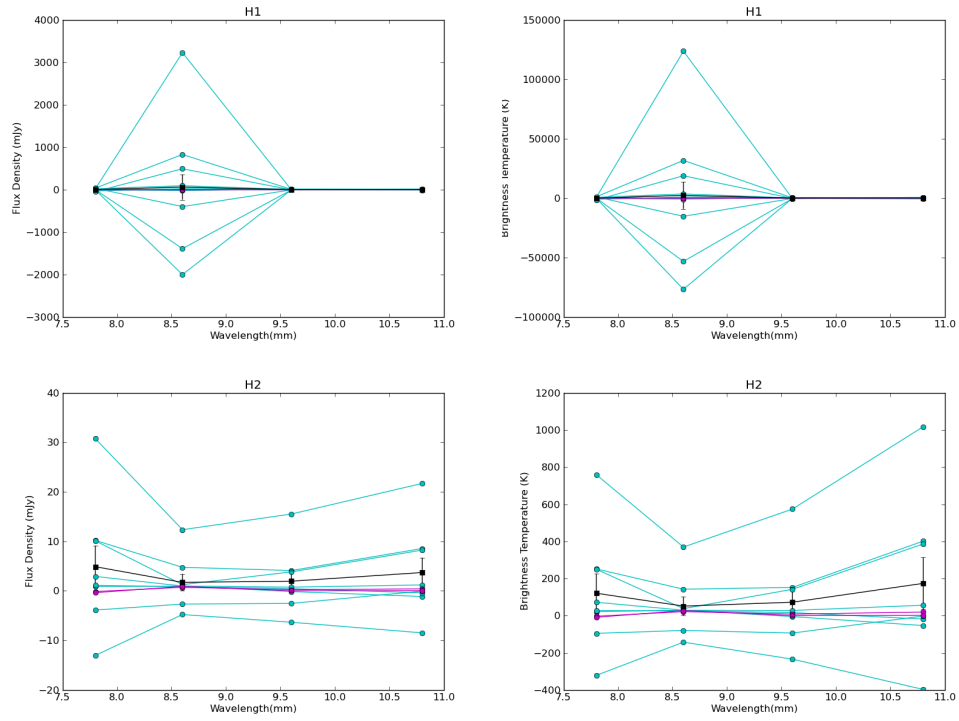 H1
4000
3000
2000
1000
0
−1000
−2000
−3000
7.5 8.0 8.5 9.0 9.5 10.0 10.5 11.0
Wavelength(mm)
Flux Density (mJy)
H1
150000
100000
50000
0
−50000
−100000
7.5 8.0 8.5 9.0 9.5 10.0 10.5 11.0
Wavelength(mm)
Brightness Temperature (K)
H2
40
30
20
10
0
−10
−20
7.5 8.0 8.5 9.0 9.5 10.0 10.5 11.0
Wavelength(mm)
Flux Density (mJy)
H2
1200
1000
800
600
400
200
0
−200
−400
7.5 8.0 8.5 9.0 9.5 10.0 10.5 11.0
Wavelength(mm)
Brightness Temperature (K)